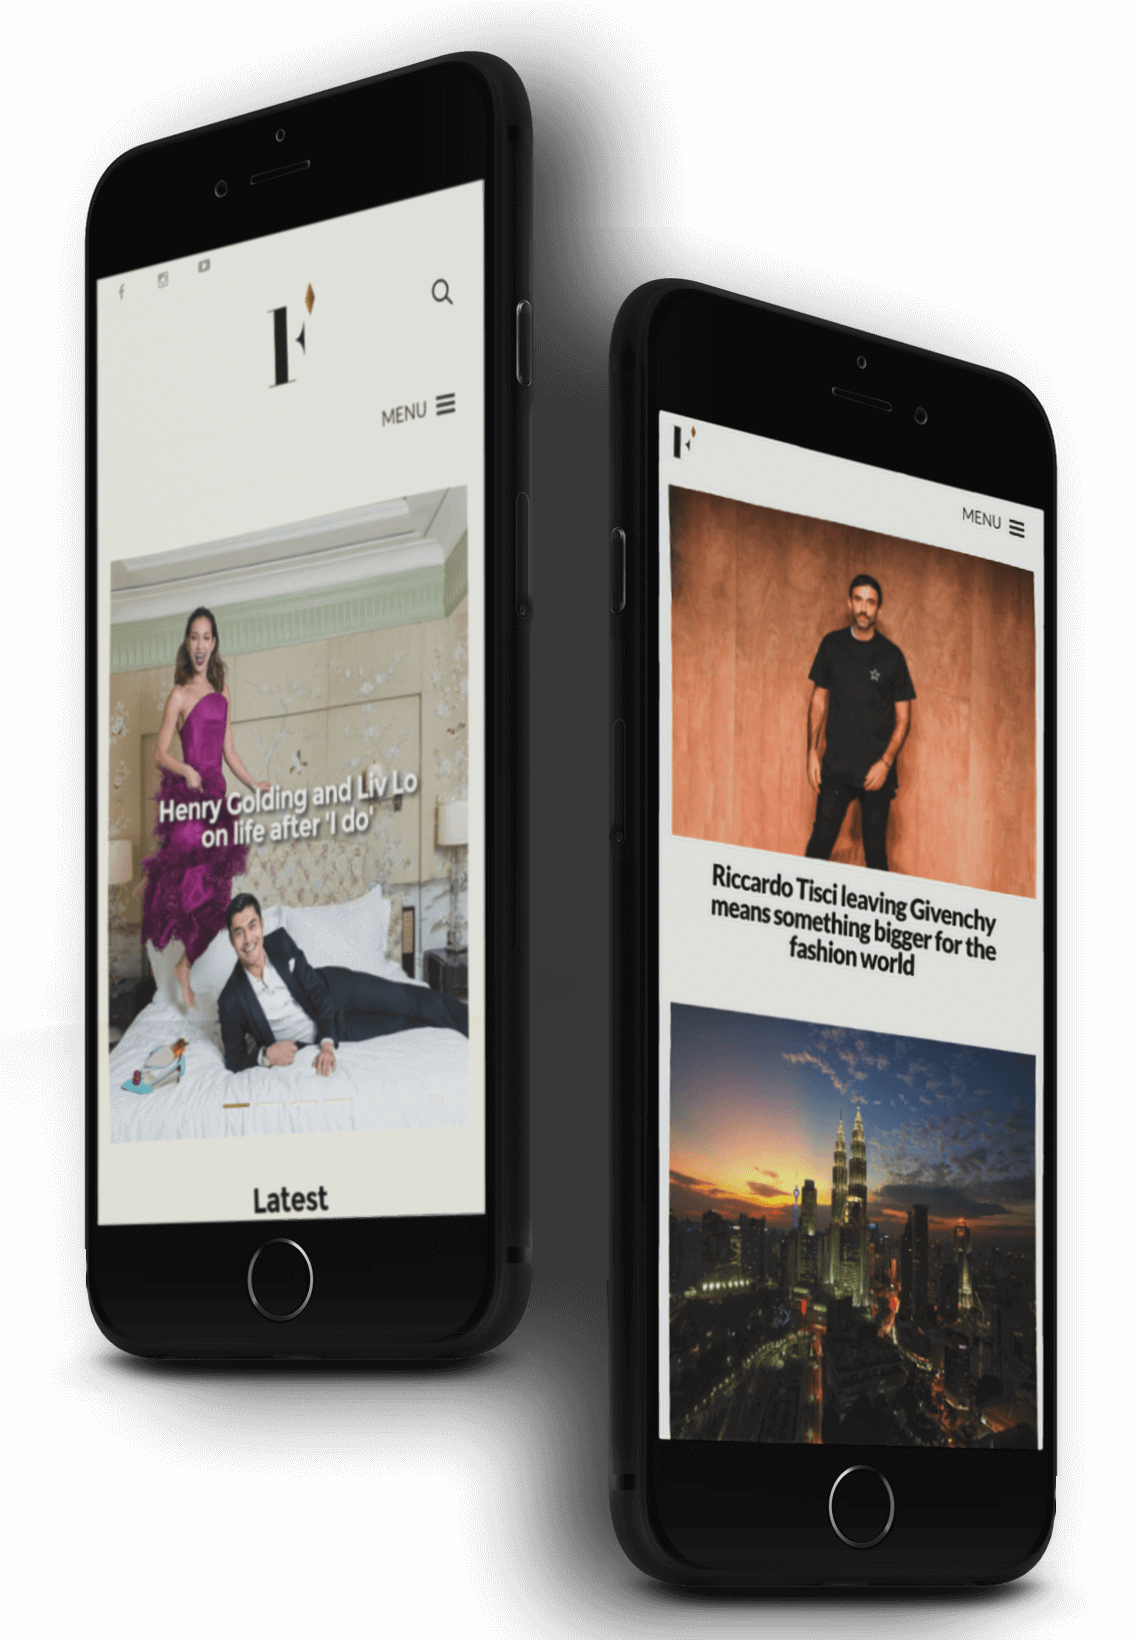 F
MENU
Henry Golding and Liv Lo
on life after 'I do'
Latest
F
MENU
Riccardo Tisci leaving Givenchy
means something bigger for the
fashion world